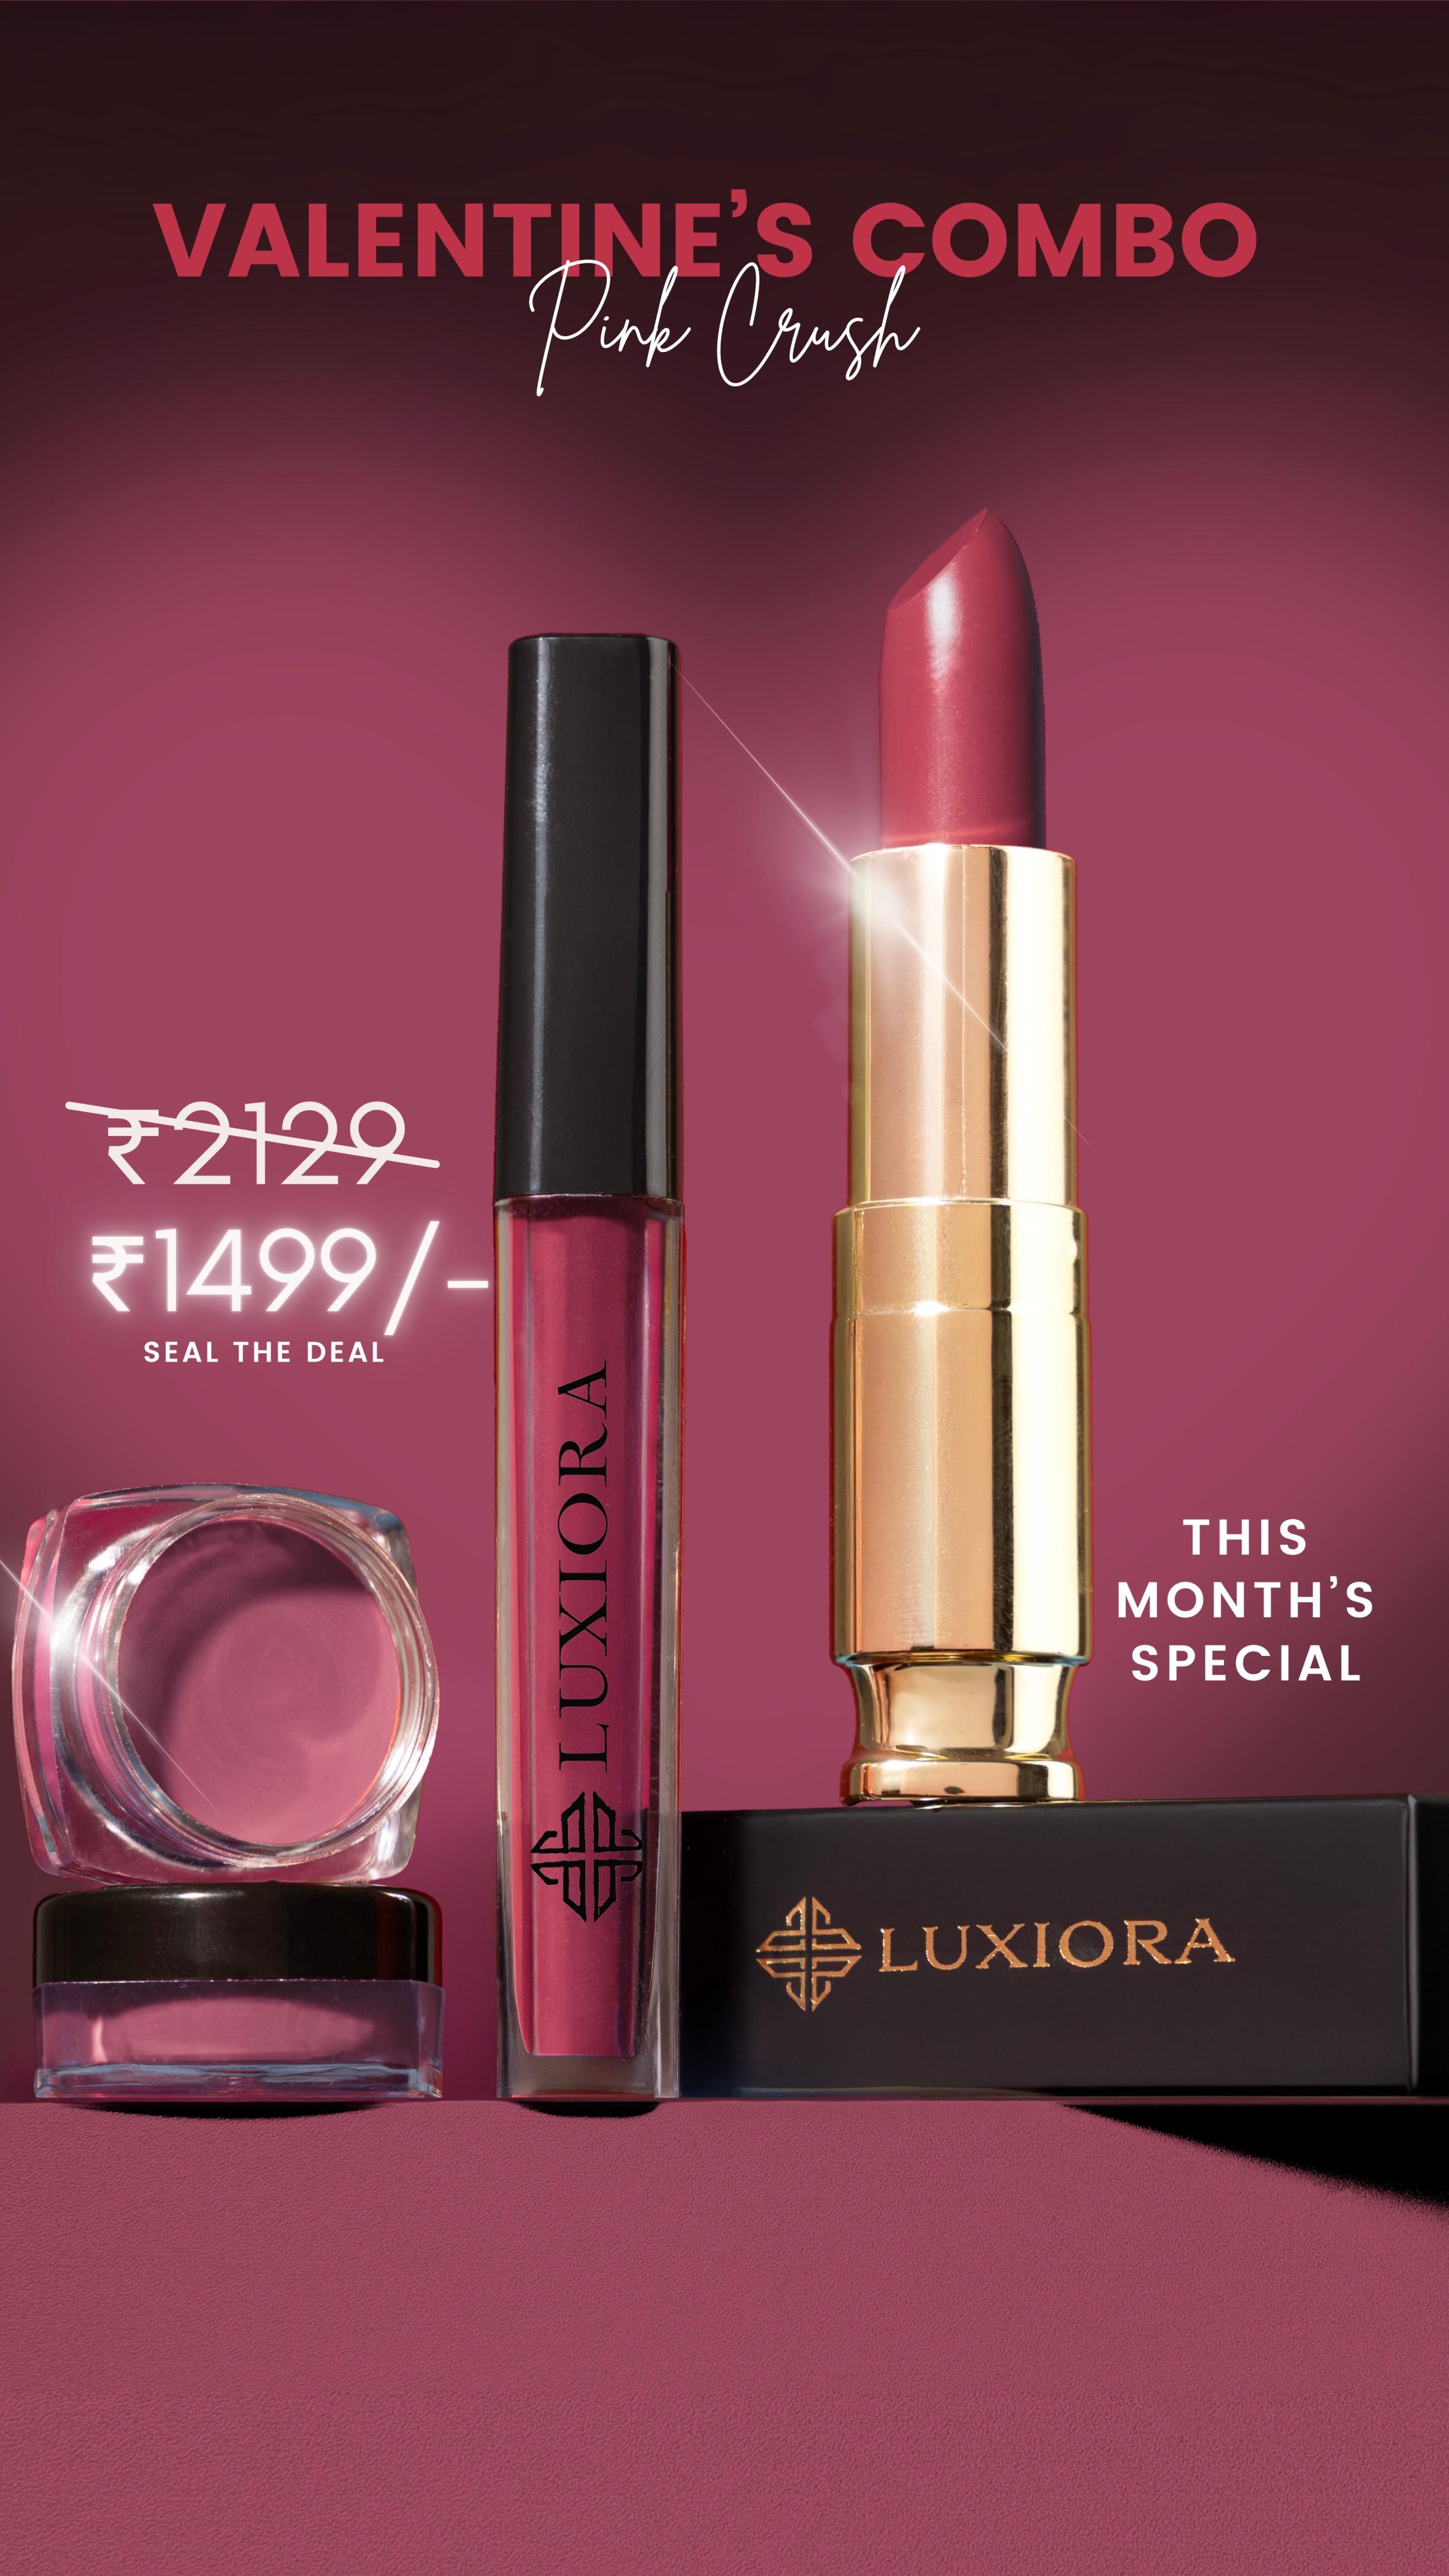 VALENTINE’S COMBO
Pink Crush
₹2129
₹1499/-
SEAL THE DEAL
THIS
MONTH’S
SPECIAL
LUXIORA
LUXIORA